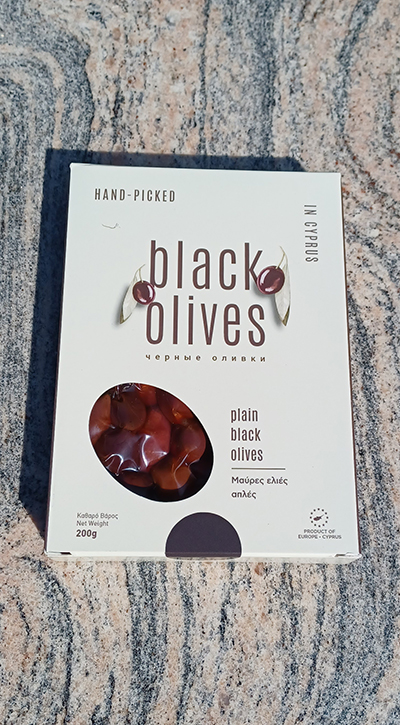 HAND-PICKED
IN CYPRUS
black
olives
черные оливки
plain
black
olives
Μαύρες ελιές
απλές
Καθαρό Βάρος
Net Weight
200g
PRODUCT OF
EUROPE - CYPRUS